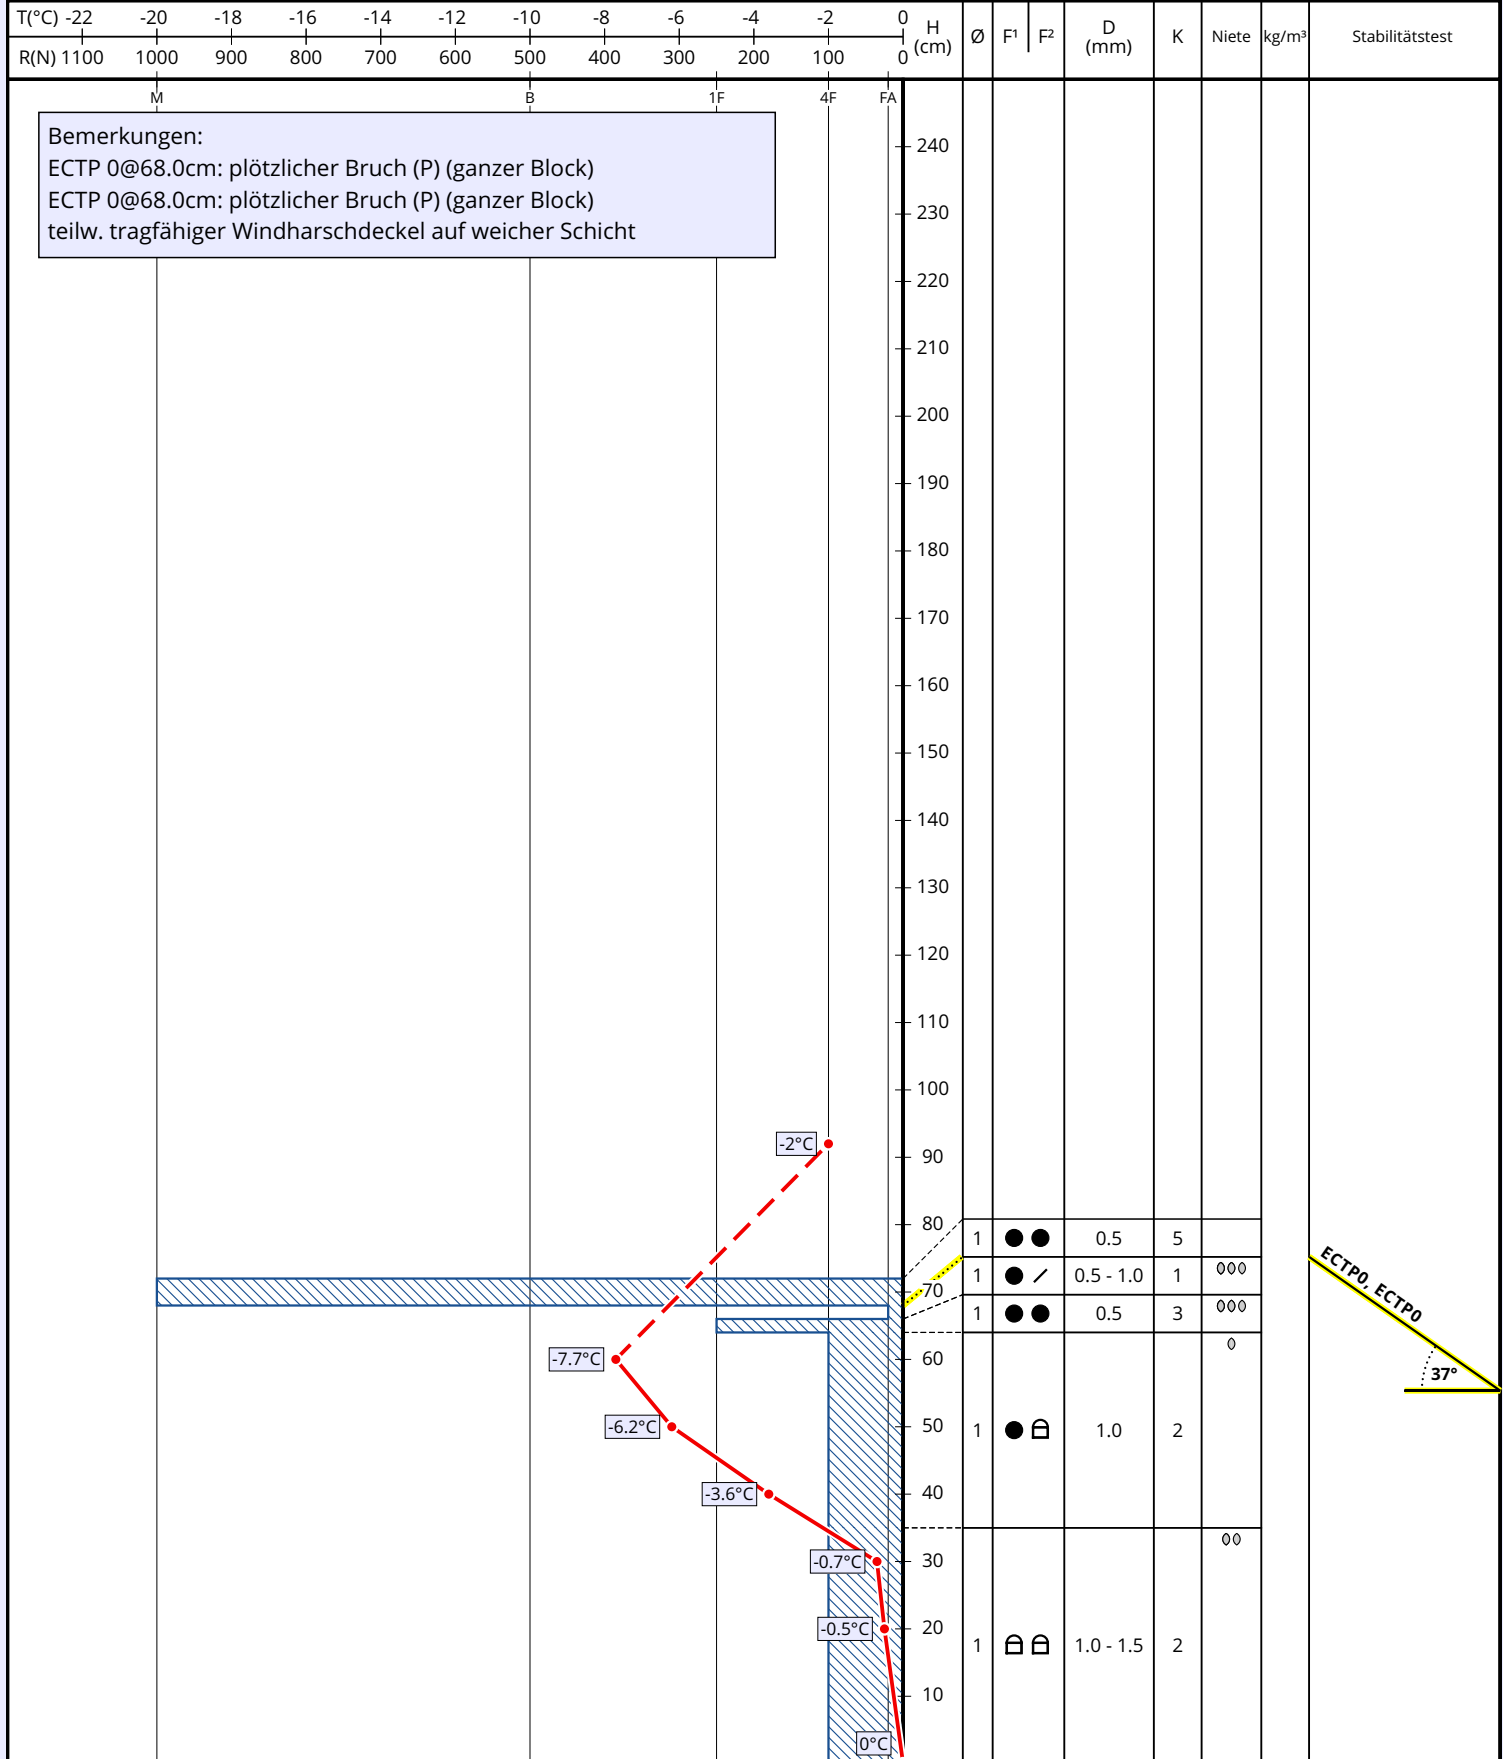 T(°C) -22 -20 -18 -16 -14 -12 -10 -8 -6 -4 -2 0
R(N) 1100 1000 900 800 700 600 500 400 300 200 100 0
H (cm) Ø F¹ F² D (mm) K Niete kg/m³ Stabilitätstest
M B 1F 4F FA
Bemerkungen:
ECTP 0@68.0cm: plötzlicher Bruch (P) (ganzer Block)
ECTP 0@68.0cm: plötzlicher Bruch (P) (ganzer Block)
teilw. tragfähiger Windharschdeckel auf weicher Schicht
240
230
220
210
200
190
180
170
160
150
140
130
120
110
100
-2°C
90
80
1 0.5 5
ECTP0, ECTP0
1 0.5 - 1.0 1
70
1 0.5 3
-7.7°C 60
37°
-6.2°C 50
1 1.0 2
-3.6°C 40
-0.7°C 30
-0.5°C 20
1 1.0 - 1.5 2
10
0°C